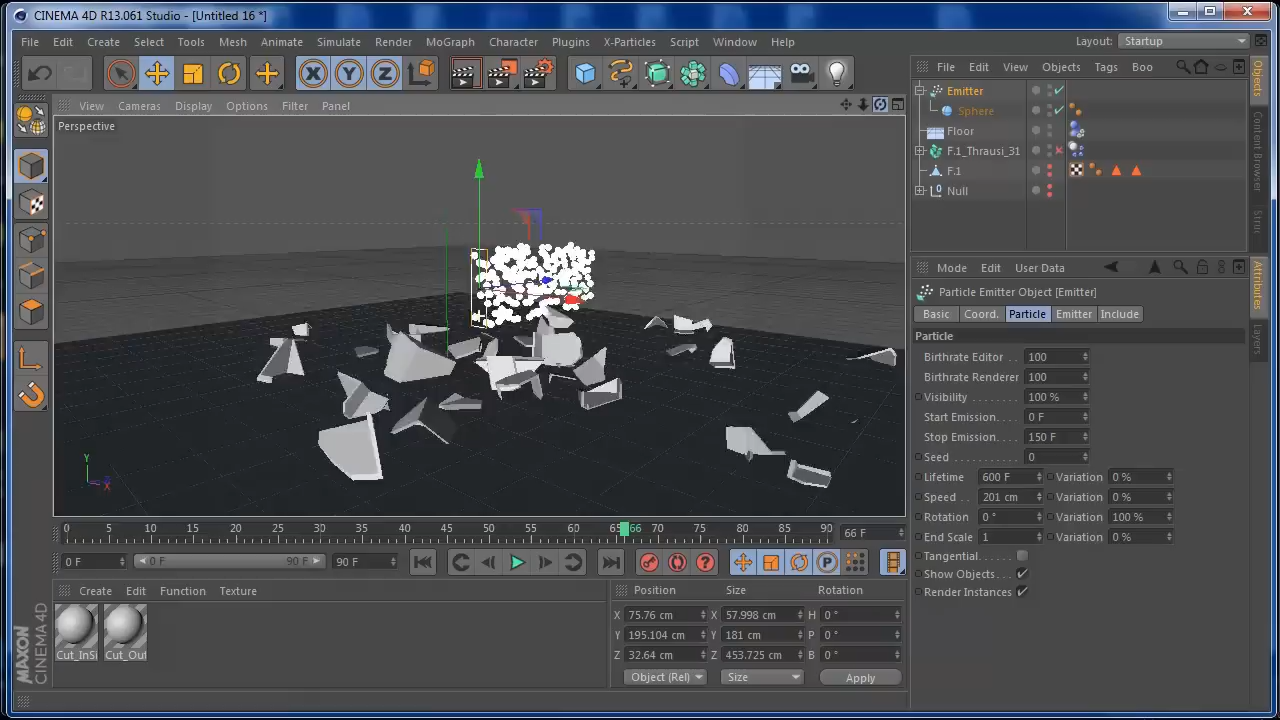 CINEMA 4D R13.061 Studio - [Untitled 16 *]
File Edit Create Select Tools Mesh Animate Simulate Render MoGraph Character Plugins X-Particles Script Window Help
Layout: Startup
X Y Z
File Edit View Objects Tags Boo
View Cameras Display Options Filter Panel
Perspective
Emitter
Sphere
Floor
F.1_Thrausi_31
F.1
Null
Objects
Content Browser
Struc
Mode Edit User Data
Attributes
Layers
Particle Emitter Object [Emitter]
Basic Coord. Particle Emitter Include
Particle
Birthrate Editor . . 100
Birthrate Renderer 100
Visibility . . . . . . . 100 %
Start Emission. . . . 0 F
Stop Emission. . . . 150 F
Seed . . . . . . . . . . 0
Lifetime 600 F Variation 0 %
Speed . . 201 cm Variation 0 %
Rotation 0 ° Variation 100 %
End Scale 1 Variation 0 %
Tangential. . . . . .
Show Objects . . .
Render Instances
Y
X
0 5 10 15 20 25 30 35 40 45 50 55 60 65 66 70 75 80 85 90 66 F
0 F 0 F 90 F 90 F
P
Create Edit Function Texture
Cut_InSi Cut_Out
MAXON
CINEMA 4D
Position Size Rotation
X 75.76 cm X 57.998 cm H 0 °
Y 195.104 cm Y 181 cm P 0 °
Z 32.64 cm Z 453.725 cm B 0 °
Object (Rel) Size Apply